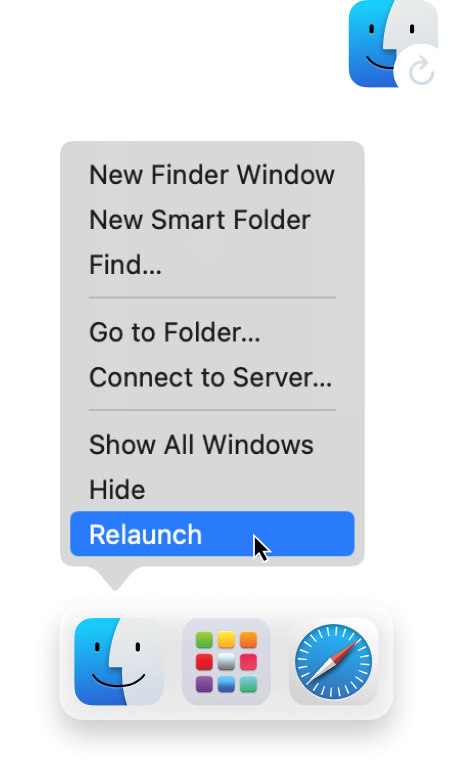 New Finder Window
New Smart Folder
Find...
Go to Folder...
Connect to Server...
Show All Windows
Hide
Relaunch